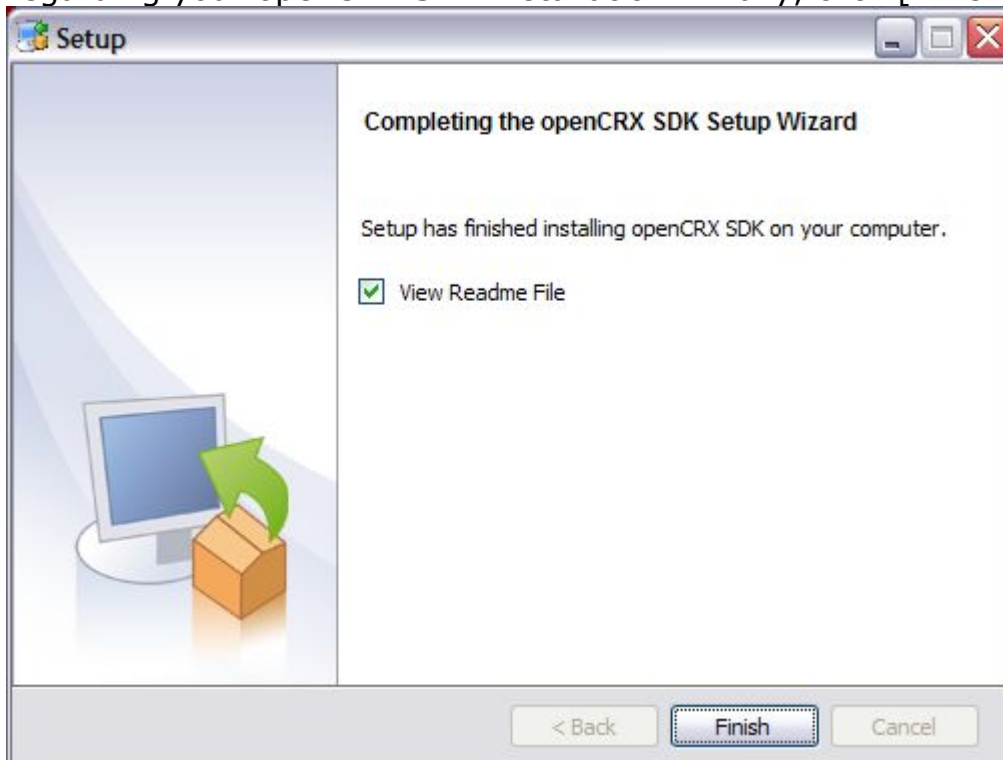 Setup
Completing the openCRX SDK Setup Wizard
Setup has finished installing openCRX SDK on your computer.
View Readme File
< Back
Finish
Cancel